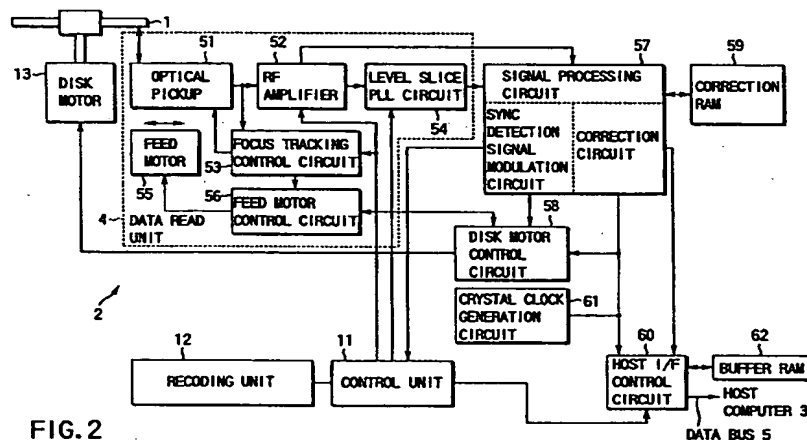 1
51
52
57
59
13
DISK
MOTOR
OPTICAL
PICKUP
RF
AMPLIFIER
LEVEL SLICE
PLL CIRCUIT
54
SIGNAL PROCESSING
CIRCUIT
SYNC
DETECTION
SIGNAL
MODULATION
CIRCUIT
CORRECTION
CIRCUIT
CORRECTION
RAM
FEED
MOTOR
55
53
FOCUS TRACKING
CONTROL CIRCUIT
56
FEED MOTOR
CONTROL CIRCUIT
4
DATA READ
UNIT
58
DISK MOTOR
CONTROL
CIRCUIT
2
CRYSTAL CLOCK
GENERATION
CIRCUIT
61
12
RECODING UNIT
11
CONTROL UNIT
60
HOST I/F
CONTROL
CIRCUIT
62
BUFFER RAM
HOST
COMPUTER 3
DATA BUS 5
FIG.2